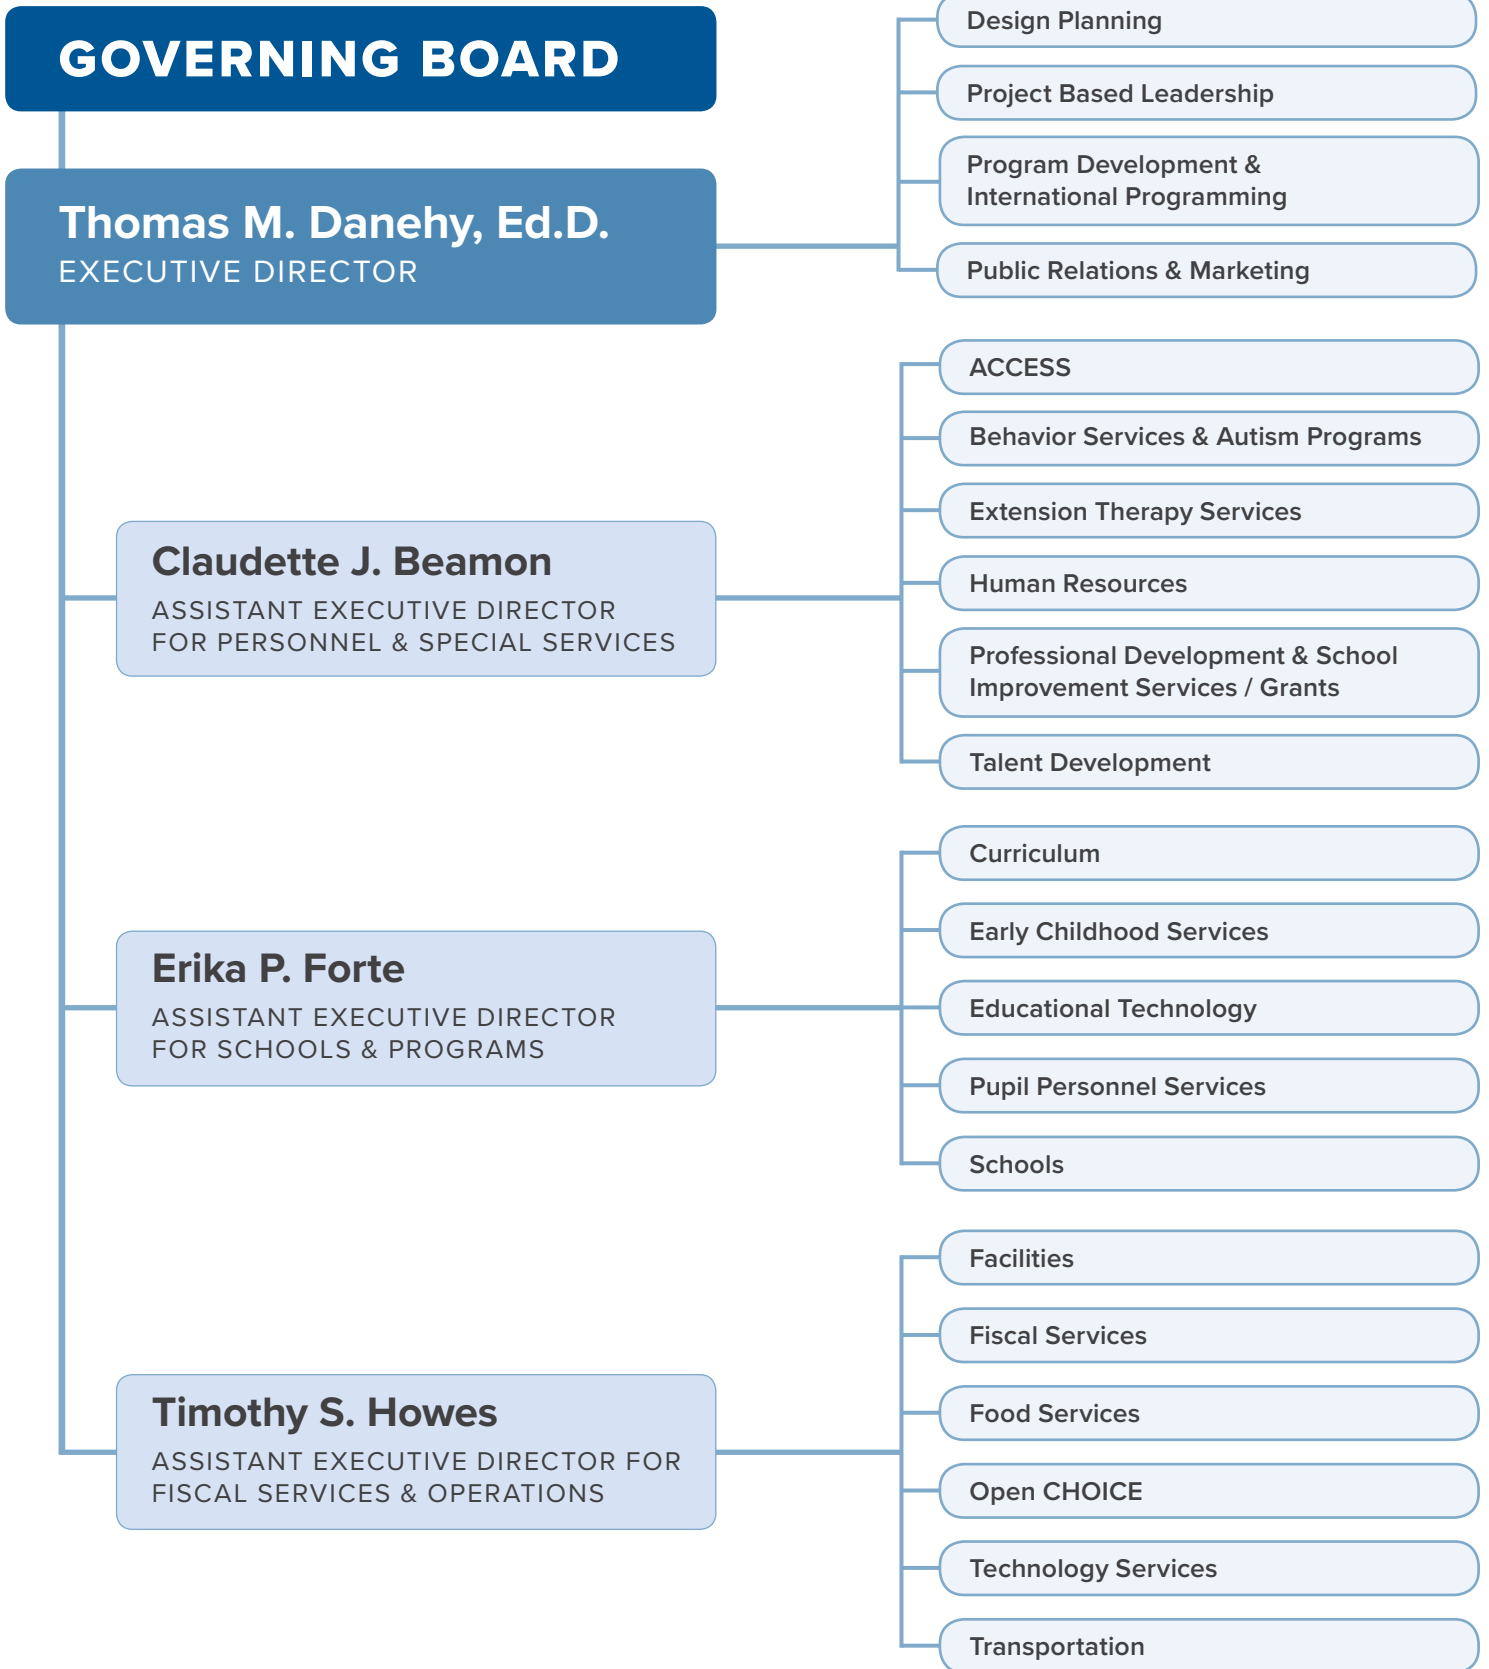 GOVERNING BOARD
Thomas M. Danehy, Ed.D.
EXECUTIVE DIRECTOR
Design Planning
Project Based Leadership
Program Development &
International Programming
Public Relations & Marketing
Claudette J. Beamon
ASSISTANT EXECUTIVE DIRECTOR
FOR PERSONNEL & SPECIAL SERVICES
ACCESS
Behavior Services & Autism Programs
Extension Therapy Services
Human Resources
Professional Development & School
Improvement Services / Grants
Talent Development
Erika P. Forte
ASSISTANT EXECUTIVE DIRECTOR
FOR SCHOOLS & PROGRAMS
Curriculum
Early Childhood Services
Educational Technology
Pupil Personnel Services
Schools
Timothy S. Howes
ASSISTANT EXECUTIVE DIRECTOR FOR
FISCAL SERVICES & OPERATIONS
Facilities
Fiscal Services
Food Services
Open CHOICE
Technology Services
Transportation